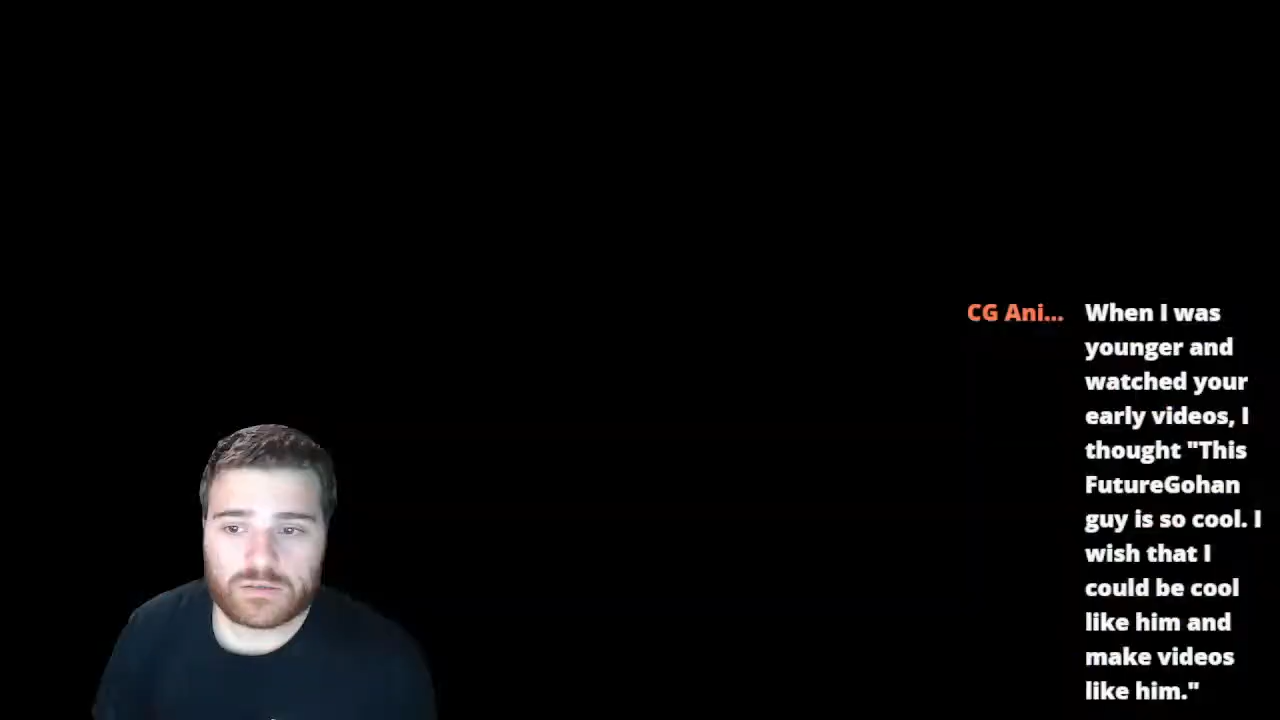 CG Ani... When I was
younger and
watched your
early videos, I
thought "This
FutureGohan
guy is so cool. I
wish that I
could be cool
like him and
make videos
like him."